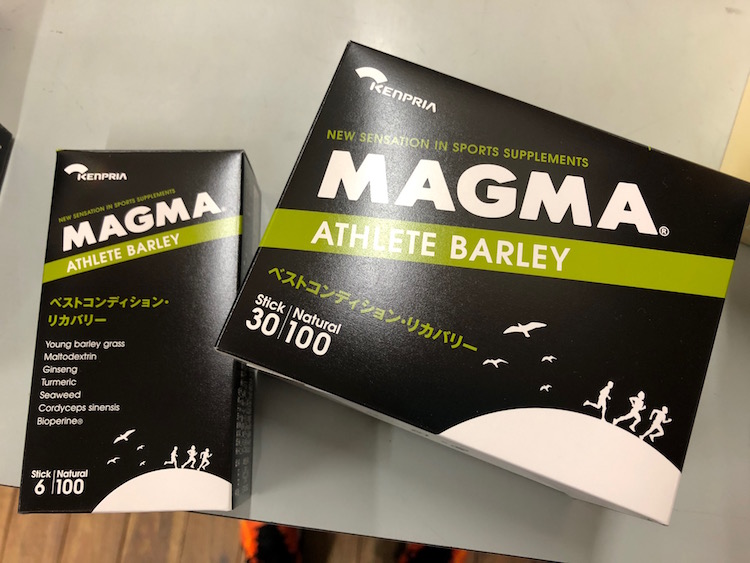 KENPRIA
NEW SENSATION IN SPORTS SUPPLEMENTS
MAGMA®
ATHLETE BARLEY
ベストコンディション・
リカバリー
Young barley grass
Maltodextrin
Ginseng
Turmeric
Seaweed
Cordyceps sinensis
Bioperine®
Stick Natural
6 100
KENPRIA
NEW SENSATION IN SPORTS SUPPLEMENTS
MAGMA®
ATHLETE BARLEY
ベストコンディション・リカバリー
Stick Natural
30 100